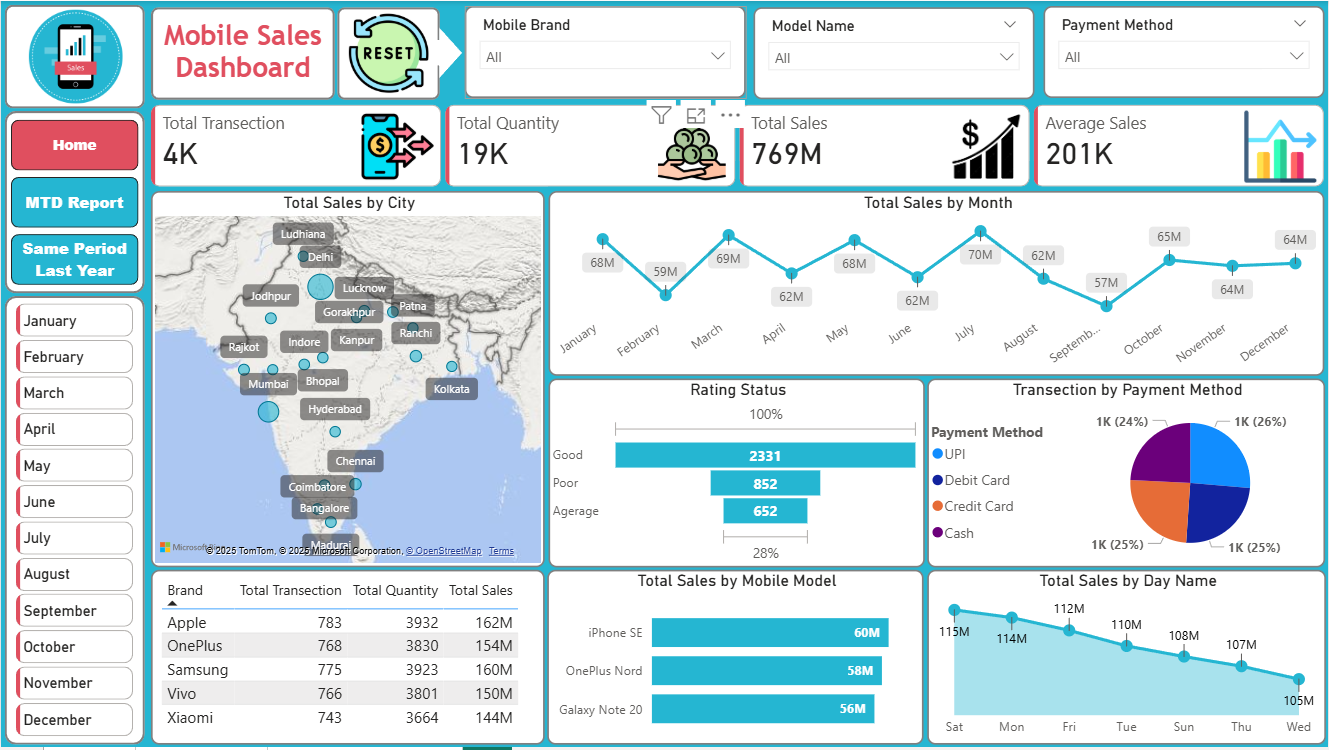 Sales
Mobile Sales
Dashboard
RESET
Mobile Brand
All
Model Name
All
Payment Method
All
Home
MTD Report
Same Period
Last Year
January
February
March
April
May
June
July
August
September
October
November
December
Total Transection
4K
$
Total Quantity
19K
Total Sales
769M
$
Average Sales
201K
Total Sales by City
Ludhiana
Delhi
Lucknow
Jodhpur
Gorakhpur
Patna
Ranchi
Kanpur
Indore
Rajkot
Mumbai
Bhopal
Kolkata
Hyderabad
Chennai
Coimbatore
Bangalore
Madurai
Microsoft Bing
© 2025 TomTom, © 2025 Microsoft Corporation, © OpenStreetMap Terms
Total Sales by Month
68M
59M
69M
62M
68M
62M
70M
62M
57M
65M
64M
64M
January
February
March
April
May
June
July
August
Septemb...
October
November
December
Rating Status
100%
Good 2331
Poor 852
Agerage 652
28%
Transection by Payment Method
Payment Method
UPI
Debit Card
Credit Card
Cash
1K (24%)
1K (26%)
1K (25%)
1K (25%)
Brand Total Transection Total Quantity Total Sales
Apple 783 3932 162M
OnePlus 768 3830 154M
Samsung 775 3923 160M
Vivo 766 3801 150M
Xiaomi 743 3664 144M
Total Sales by Mobile Model
iPhone SE 60M
OnePlus Nord 58M
Galaxy Note 20 56M
Total Sales by Day Name
115M
114M
112M
110M
108M
107M
105M
Sat Mon Fri Tue Sun Thu Wed